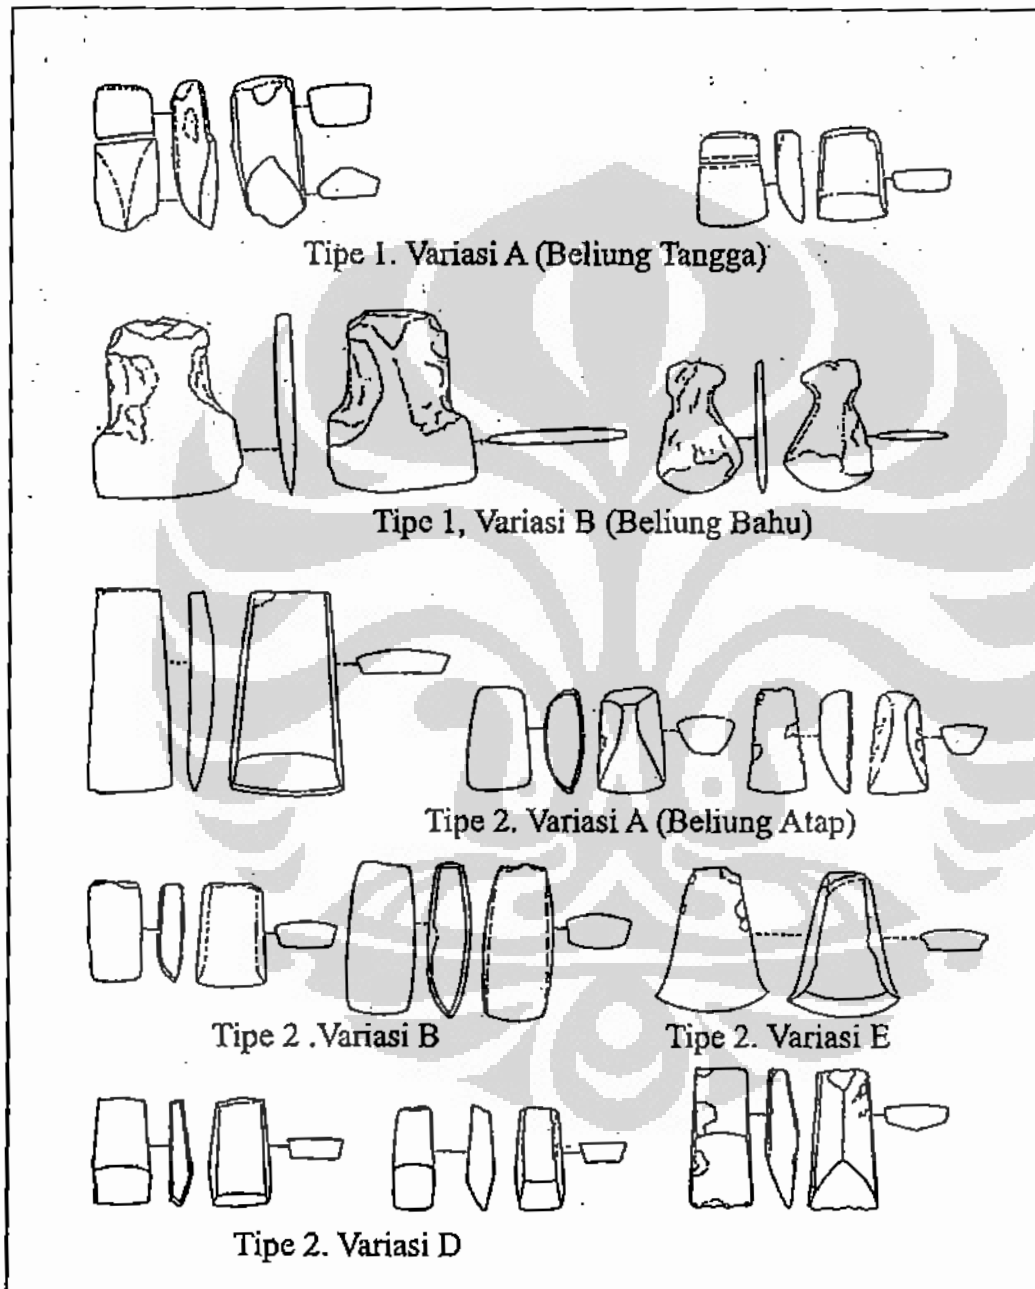 Tipe 1. Variasi A (Beliung Tangga)
Tipe 1, Variasi B (Beliung Bahu)
Tipe 2. Variasi A (Beliung Atap)
Tipe 2 .Variasi B
Tipe 2. Variasi E
Tipe 2. Variasi D